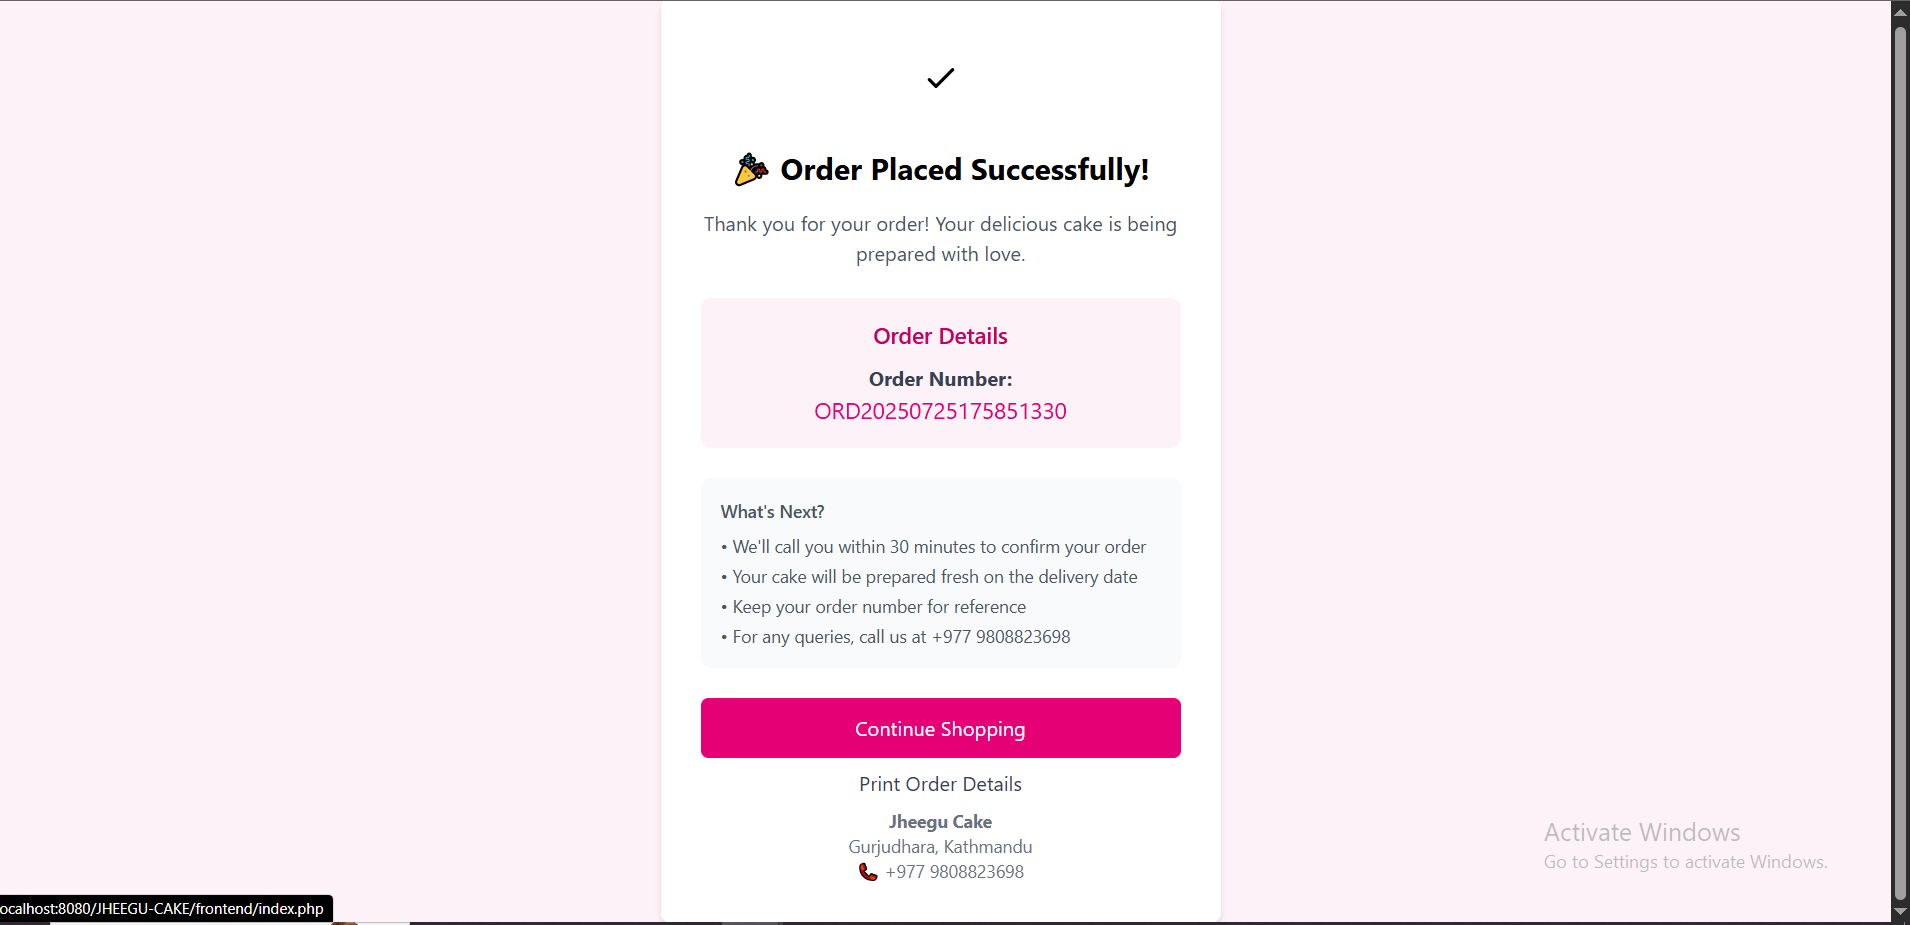 🎉 Order Placed Successfully!
Thank you for your order! Your delicious cake is being
prepared with love.
Order Details
Order Number:
ORD20250725175851330
What's Next?
• We'll call you within 30 minutes to confirm your order
• Your cake will be prepared fresh on the delivery date
• Keep your order number for reference
• For any queries, call us at +977 9808823698
Continue Shopping
Print Order Details
Jheegu Cake
Gurjudhara, Kathmandu
📞 +977 9808823698
Activate Windows
Go to Settings to activate Windows.
ocalhost:8080/JHEEGU-CAKE/frontend/index.php